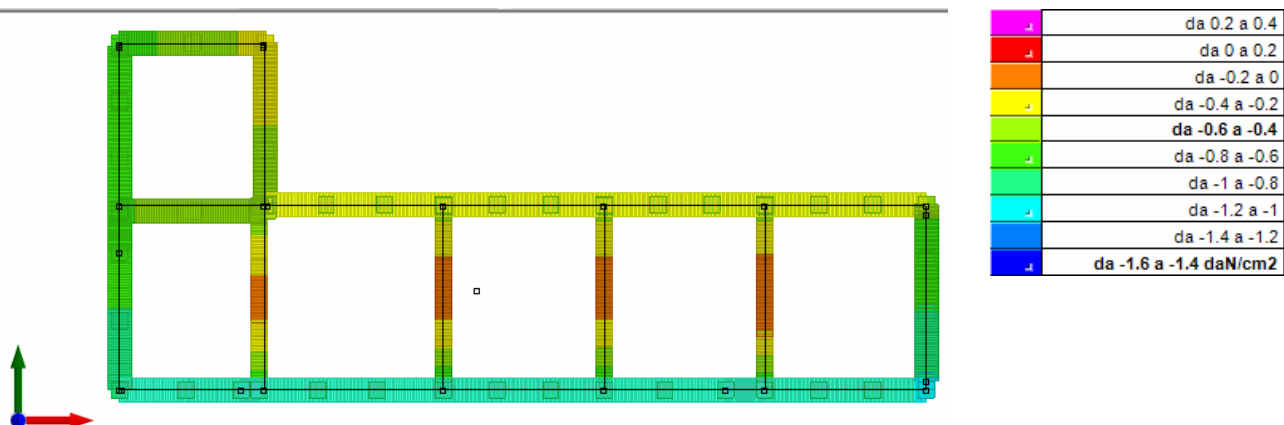 da 0.2 a 0.4
da 0 a 0.2
da -0.2 a 0
da -0.4 a -0.2
da -0.6 a -0.4
da -0.8 a -0.6
da -1 a -0.8
da -1.2 a -1
da -1.4 a -1.2
da -1.6 a -1.4 daN/cm2